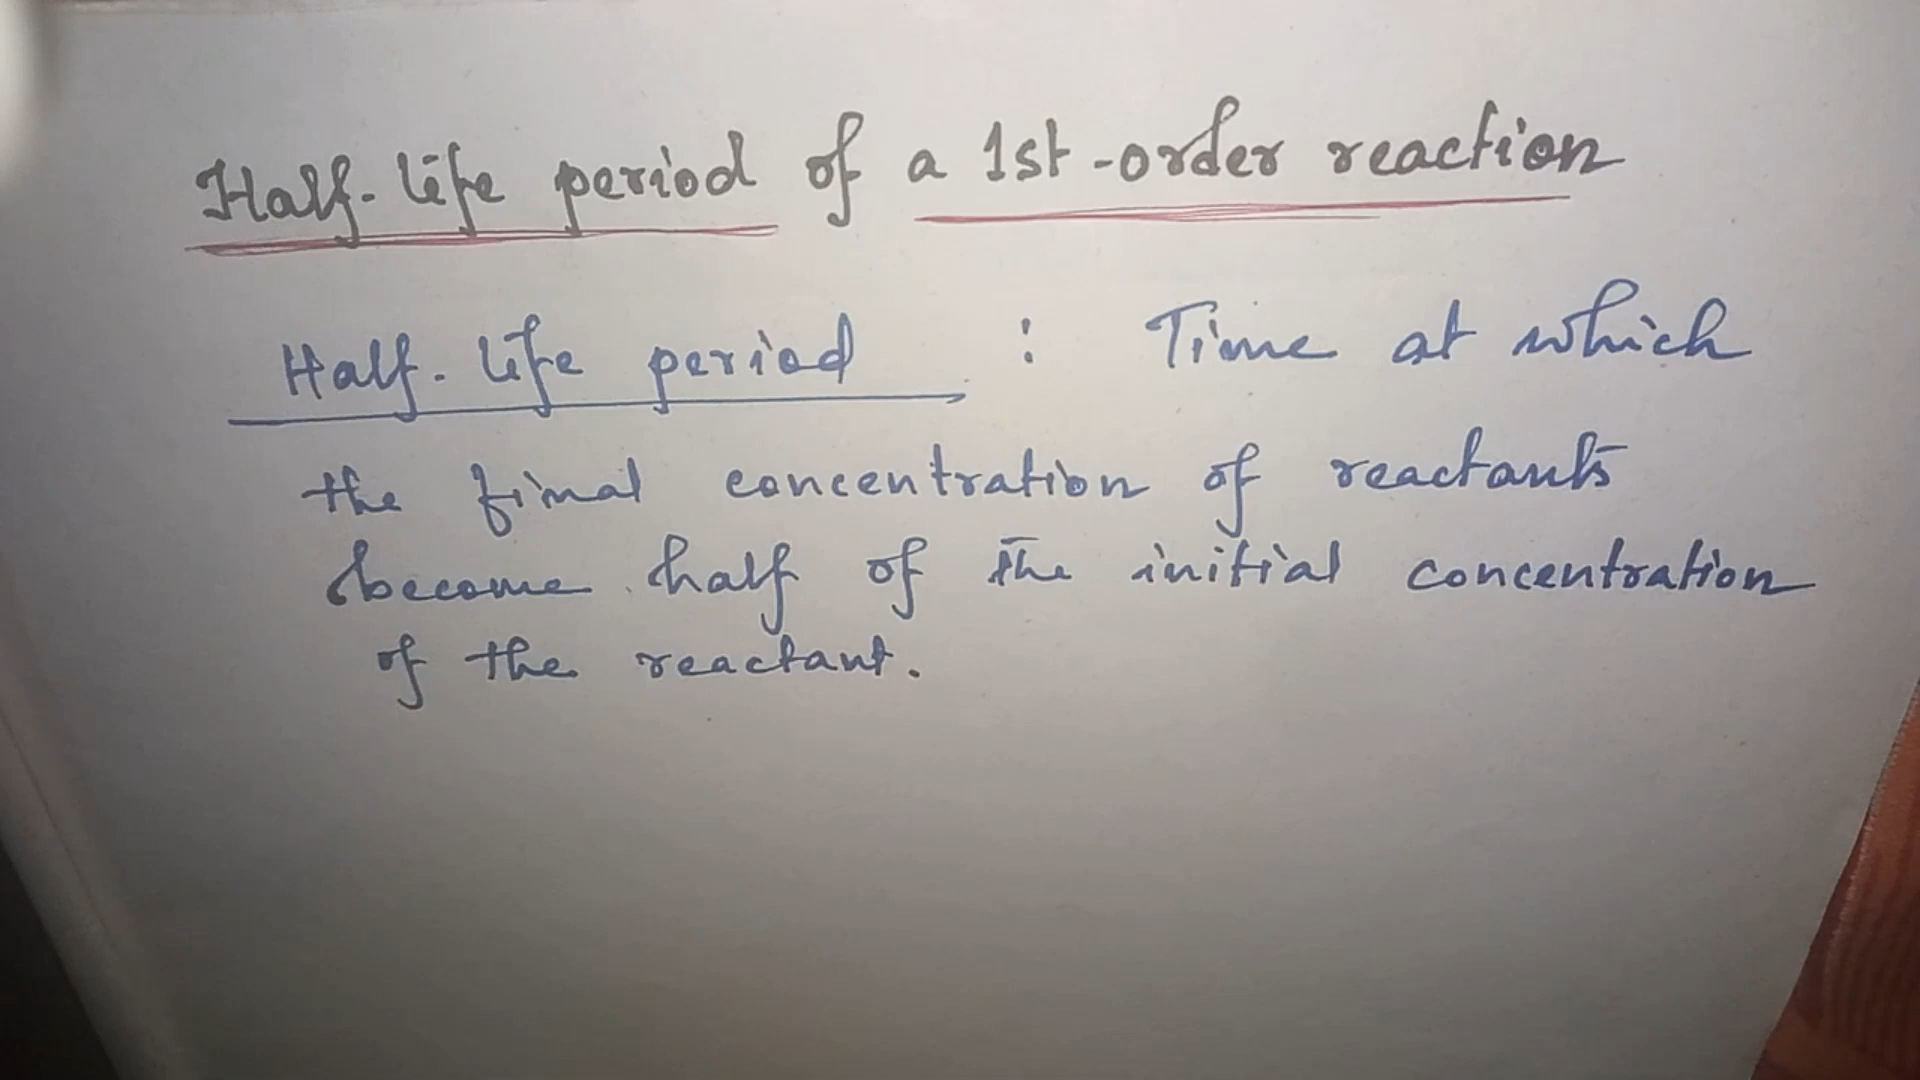 Half-life period of a 1st-order reaction
Half-life period : Time at which
the final concentration of reactants
become half of the initial concentration
of the reactant.